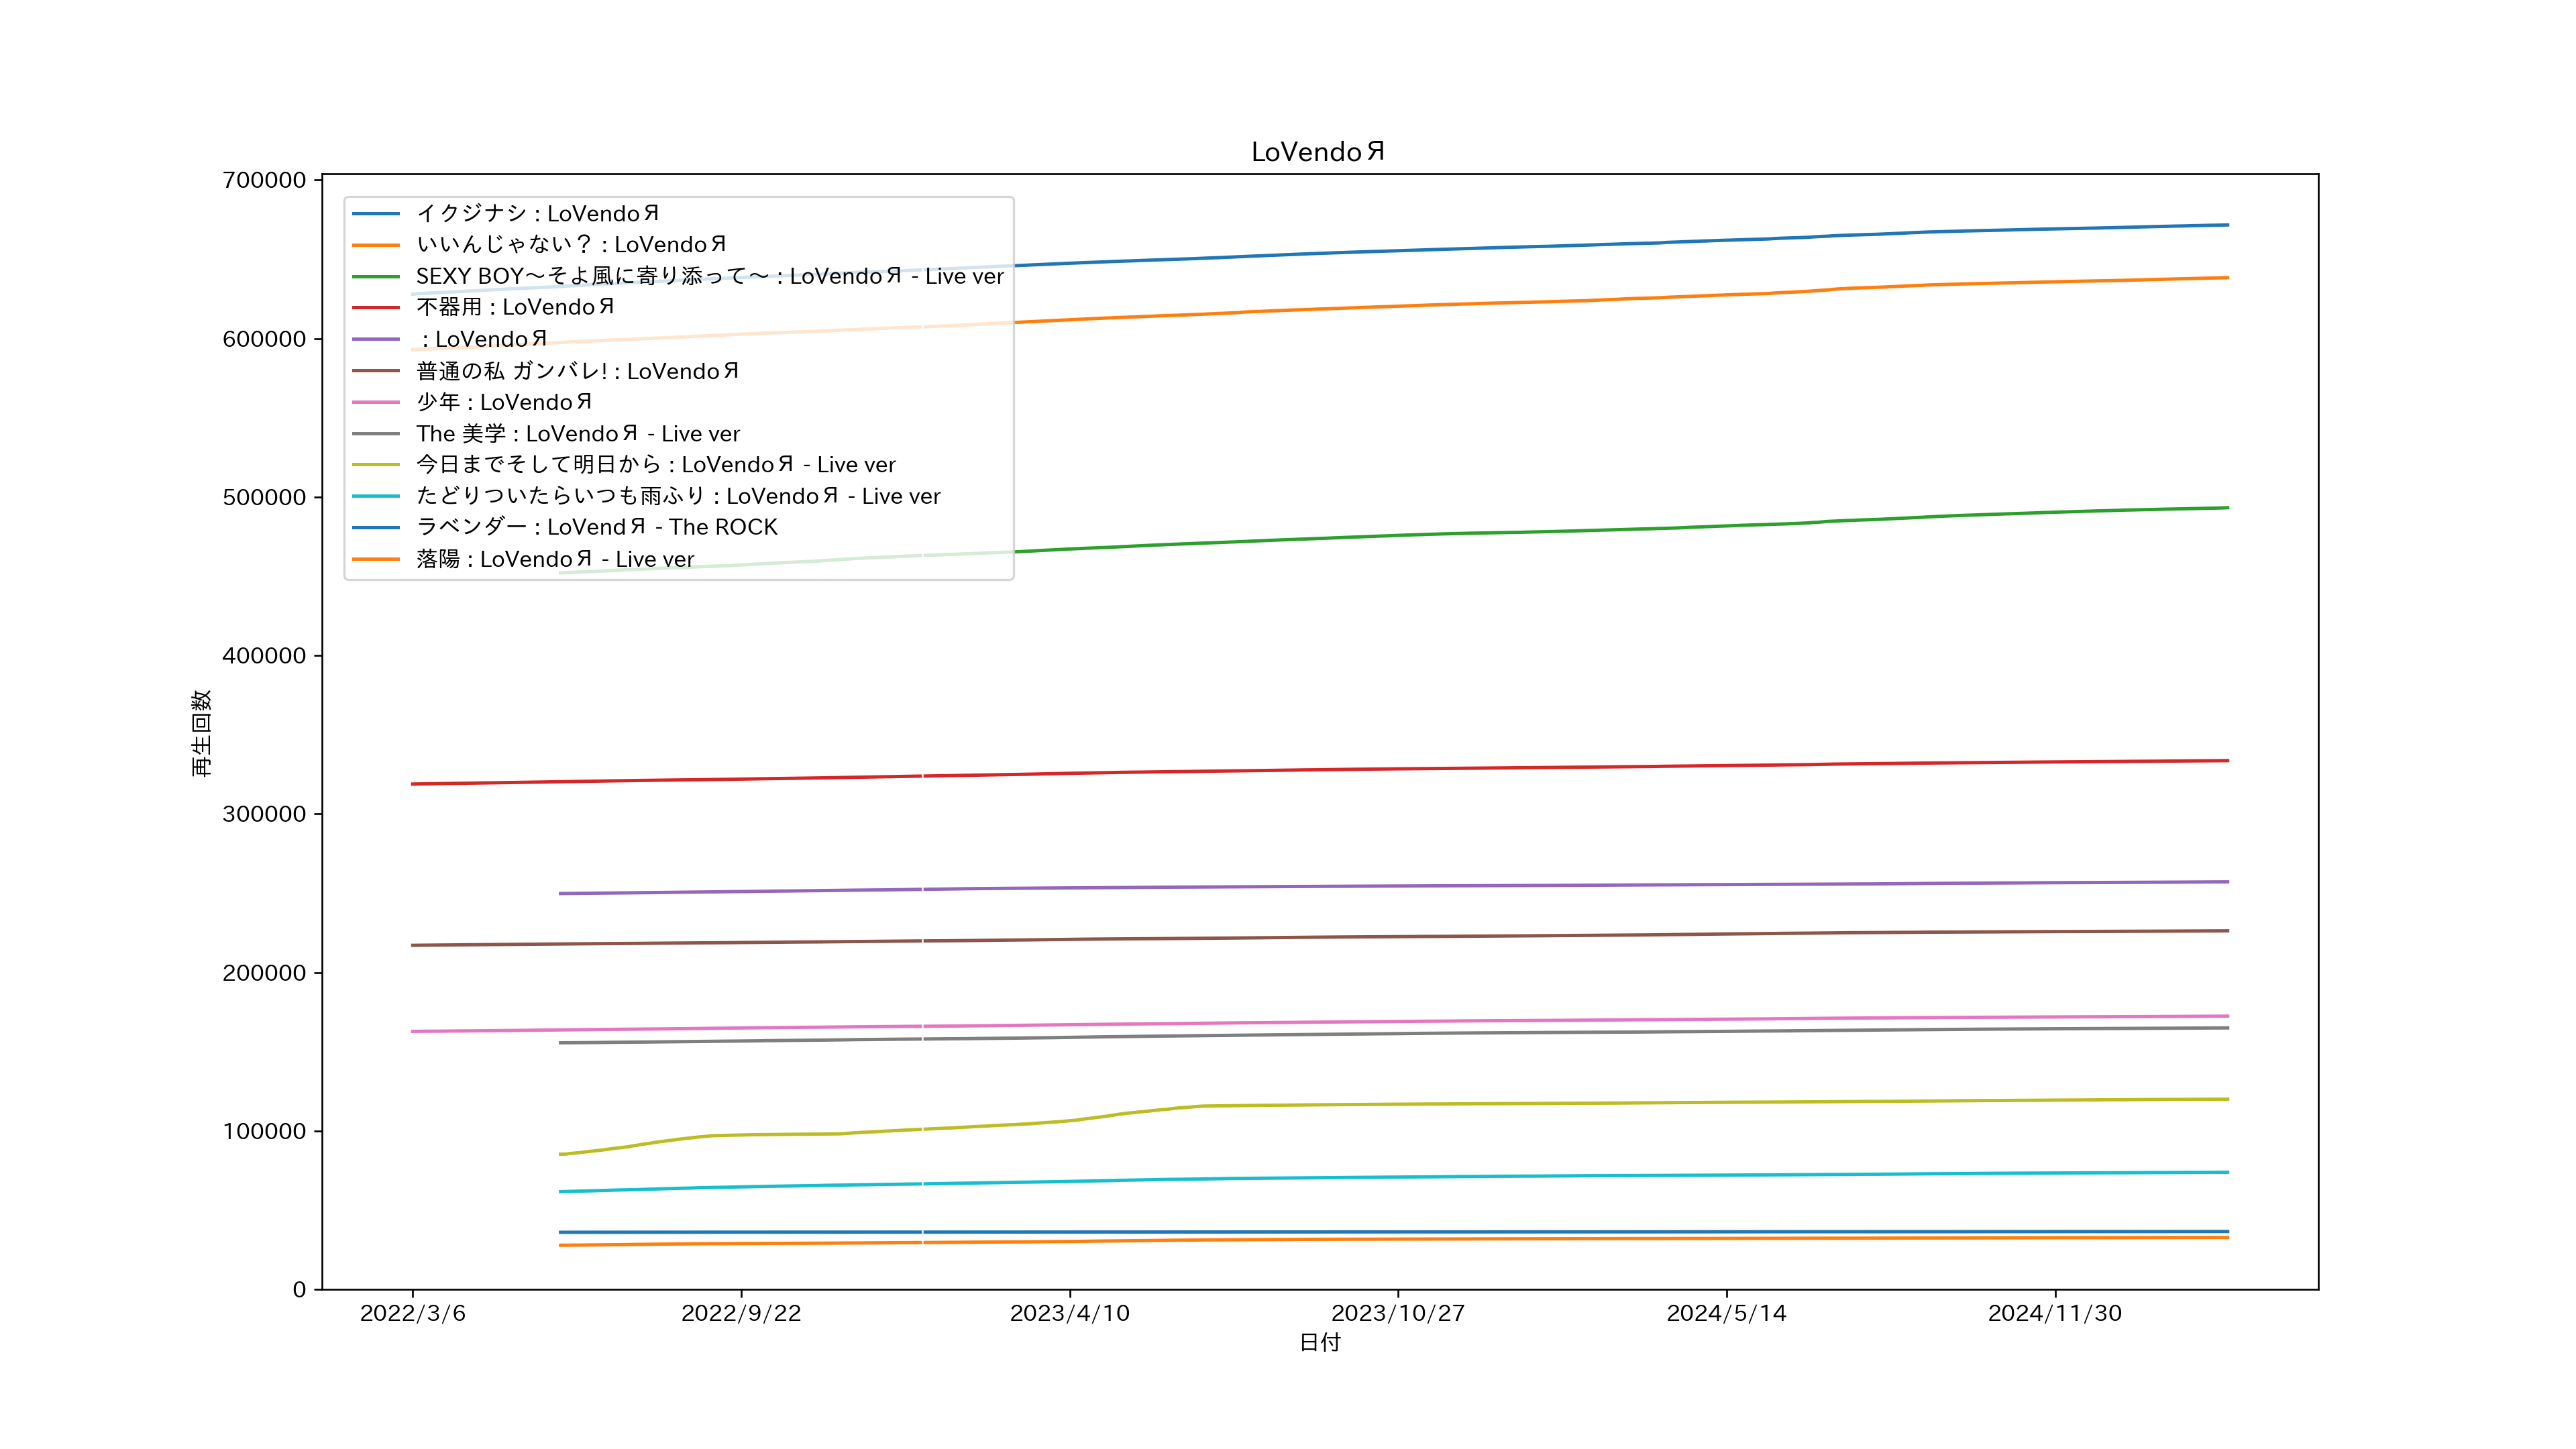 LoVendoЯ
700000
600000
500000
400000
300000
200000
100000
0
再生回数
イクジナシ : LoVendoЯ
いいんじゃない？ : LoVendoЯ
SEXY BOY～そよ風に寄り添って～ : LoVendoЯ - Live ver
不器用 : LoVendoЯ
: LoVendoЯ
普通の私 ガンバレ! : LoVendoЯ
少年 : LoVendoЯ
The 美学 : LoVendoЯ - Live ver
今日までそして明日から : LoVendoЯ - Live ver
たどりついたらいつも雨ふり : LoVendoЯ - Live ver
ラベンダー : LoVendЯ - The ROCK
落陽 : LoVendoЯ - Live ver
2022/3/6 2022/9/22 2023/4/10 2023/10/27 2024/5/14 2024/11/30
日付